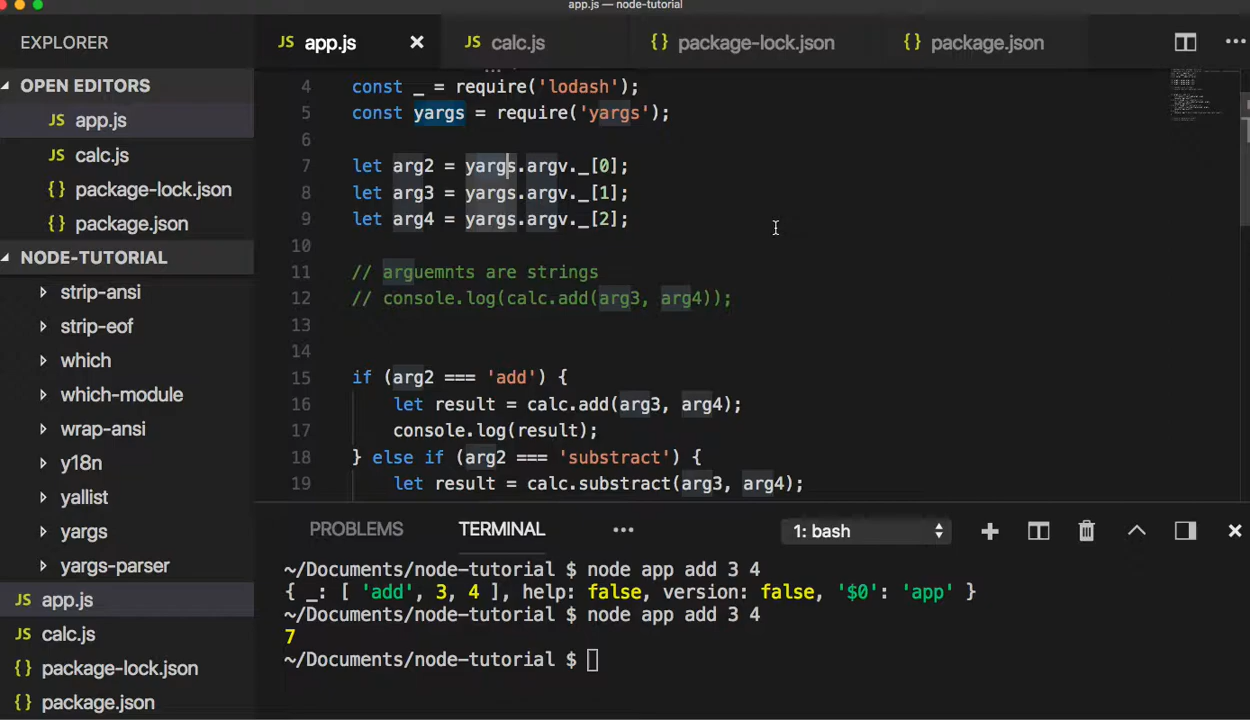 app.js — node-tutorial
EXPLORER
OPEN EDITORS
JS app.js
JS calc.js
{} package-lock.json
{} package.json
NODE-TUTORIAL
strip-ansi
strip-eof
which
which-module
wrap-ansi
y18n
yallist
yargs
yargs-parser
JS app.js
JS calc.js
{} package-lock.json
{} package.json
JS app.js
JS calc.js
{} package-lock.json
{} package.json
4 const _ = require('lodash');
5 const yargs = require('yargs');
6
7 let arg2 = yargs.argv._[0];
8 let arg3 = yargs.argv._[1];
9 let arg4 = yargs.argv._[2];
10
11 // arguemnts are strings
12 // console.log(calc.add(arg3, arg4));
13
14
15 if (arg2 === 'add') {
16 let result = calc.add(arg3, arg4);
17 console.log(result);
18 } else if (arg2 === 'substract') {
19 let result = calc.substract(arg3, arg4);
PROBLEMS TERMINAL ••• 1: bash
~/Documents/node-tutorial $ node app add 3 4
{ _: [ 'add', 3, 4 ], help: false, version: false, '$0': 'app' }
~/Documents/node-tutorial $ node app add 3 4
7
~/Documents/node-tutorial $